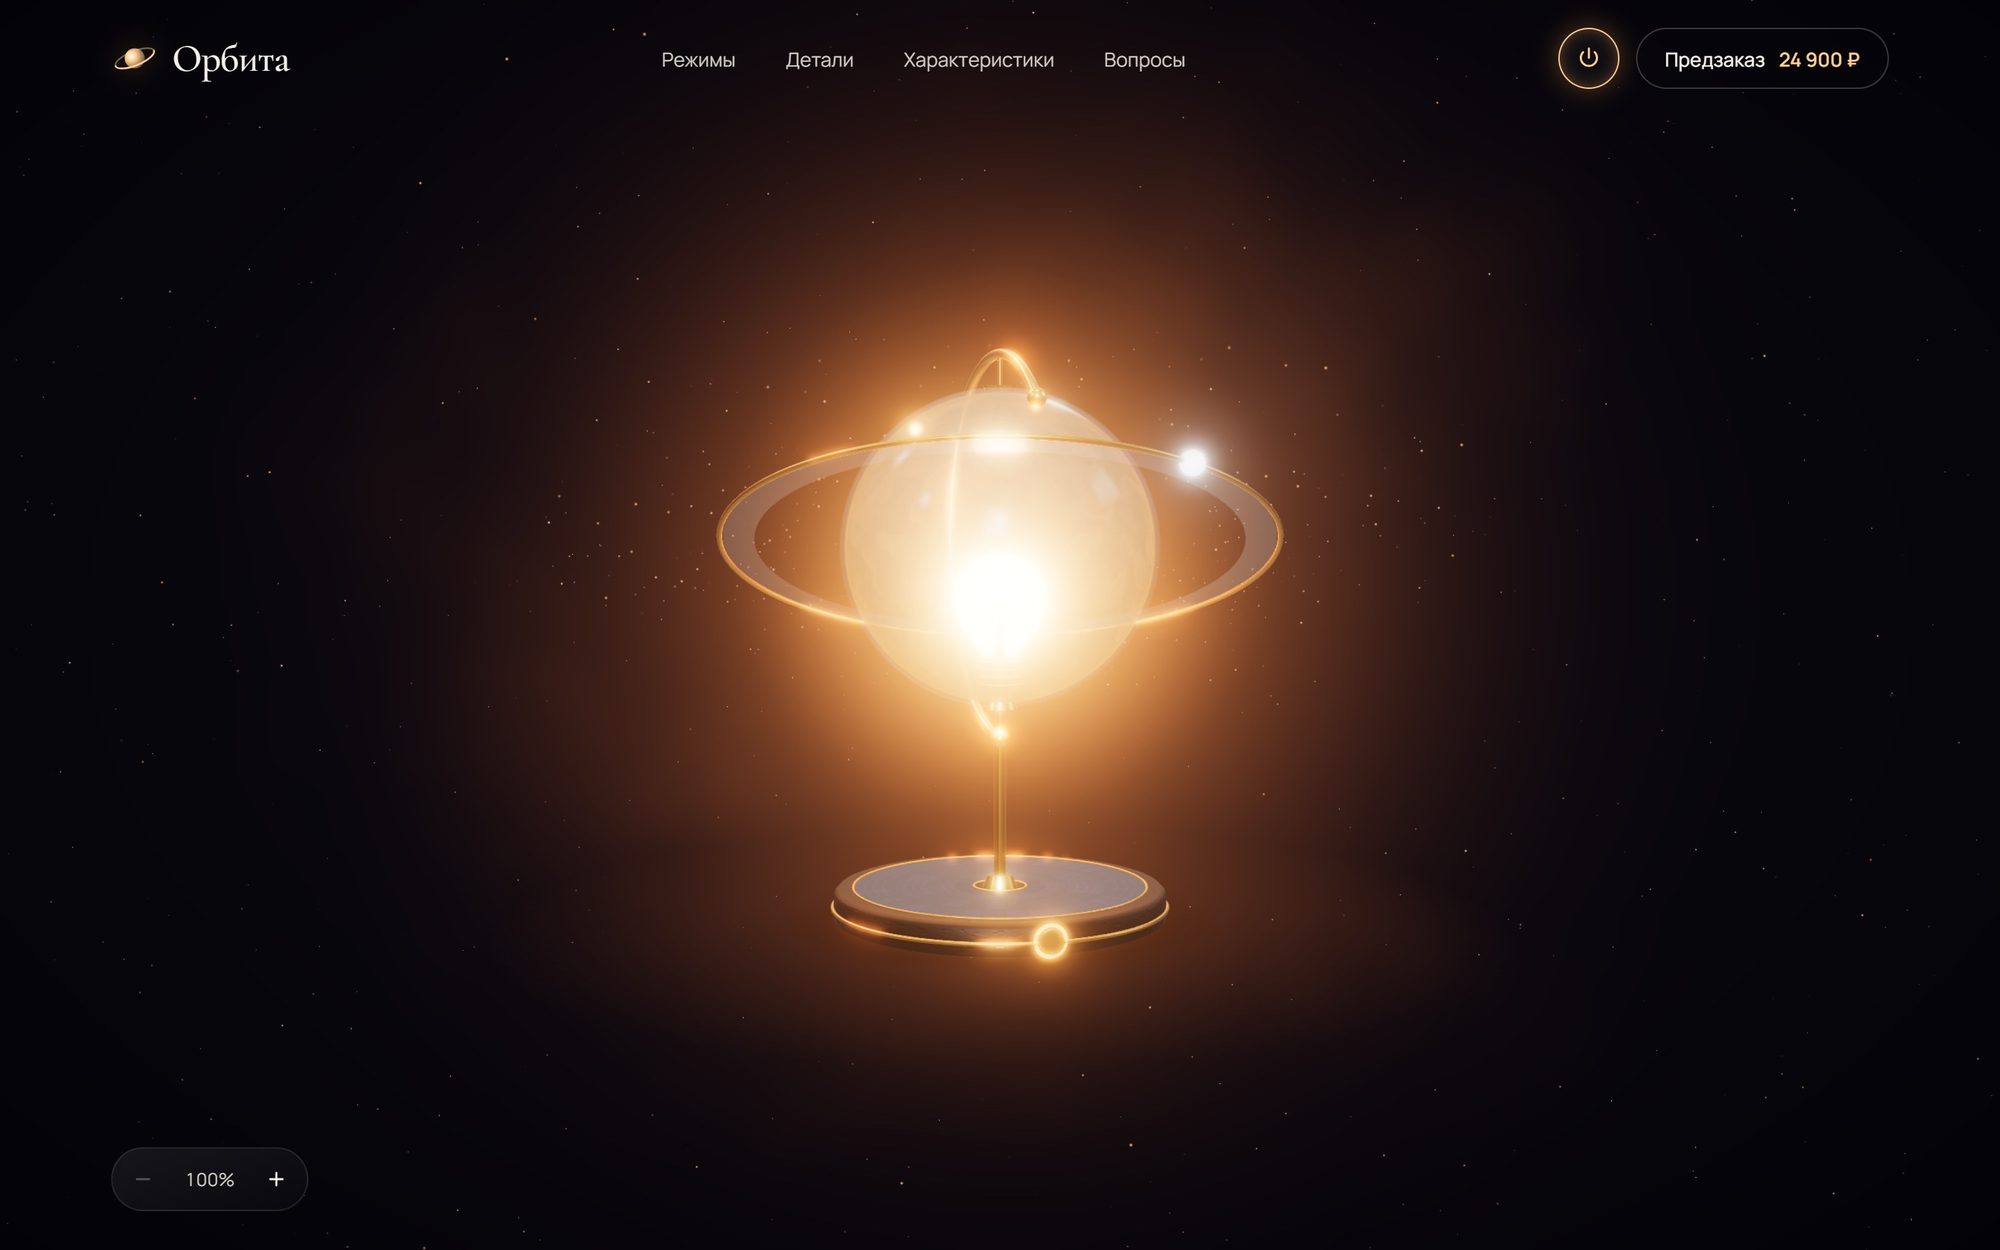 Орбита
Режимы
Детали
Характеристики
Вопросы
Предзаказ 24 900 ₽
− 100% +